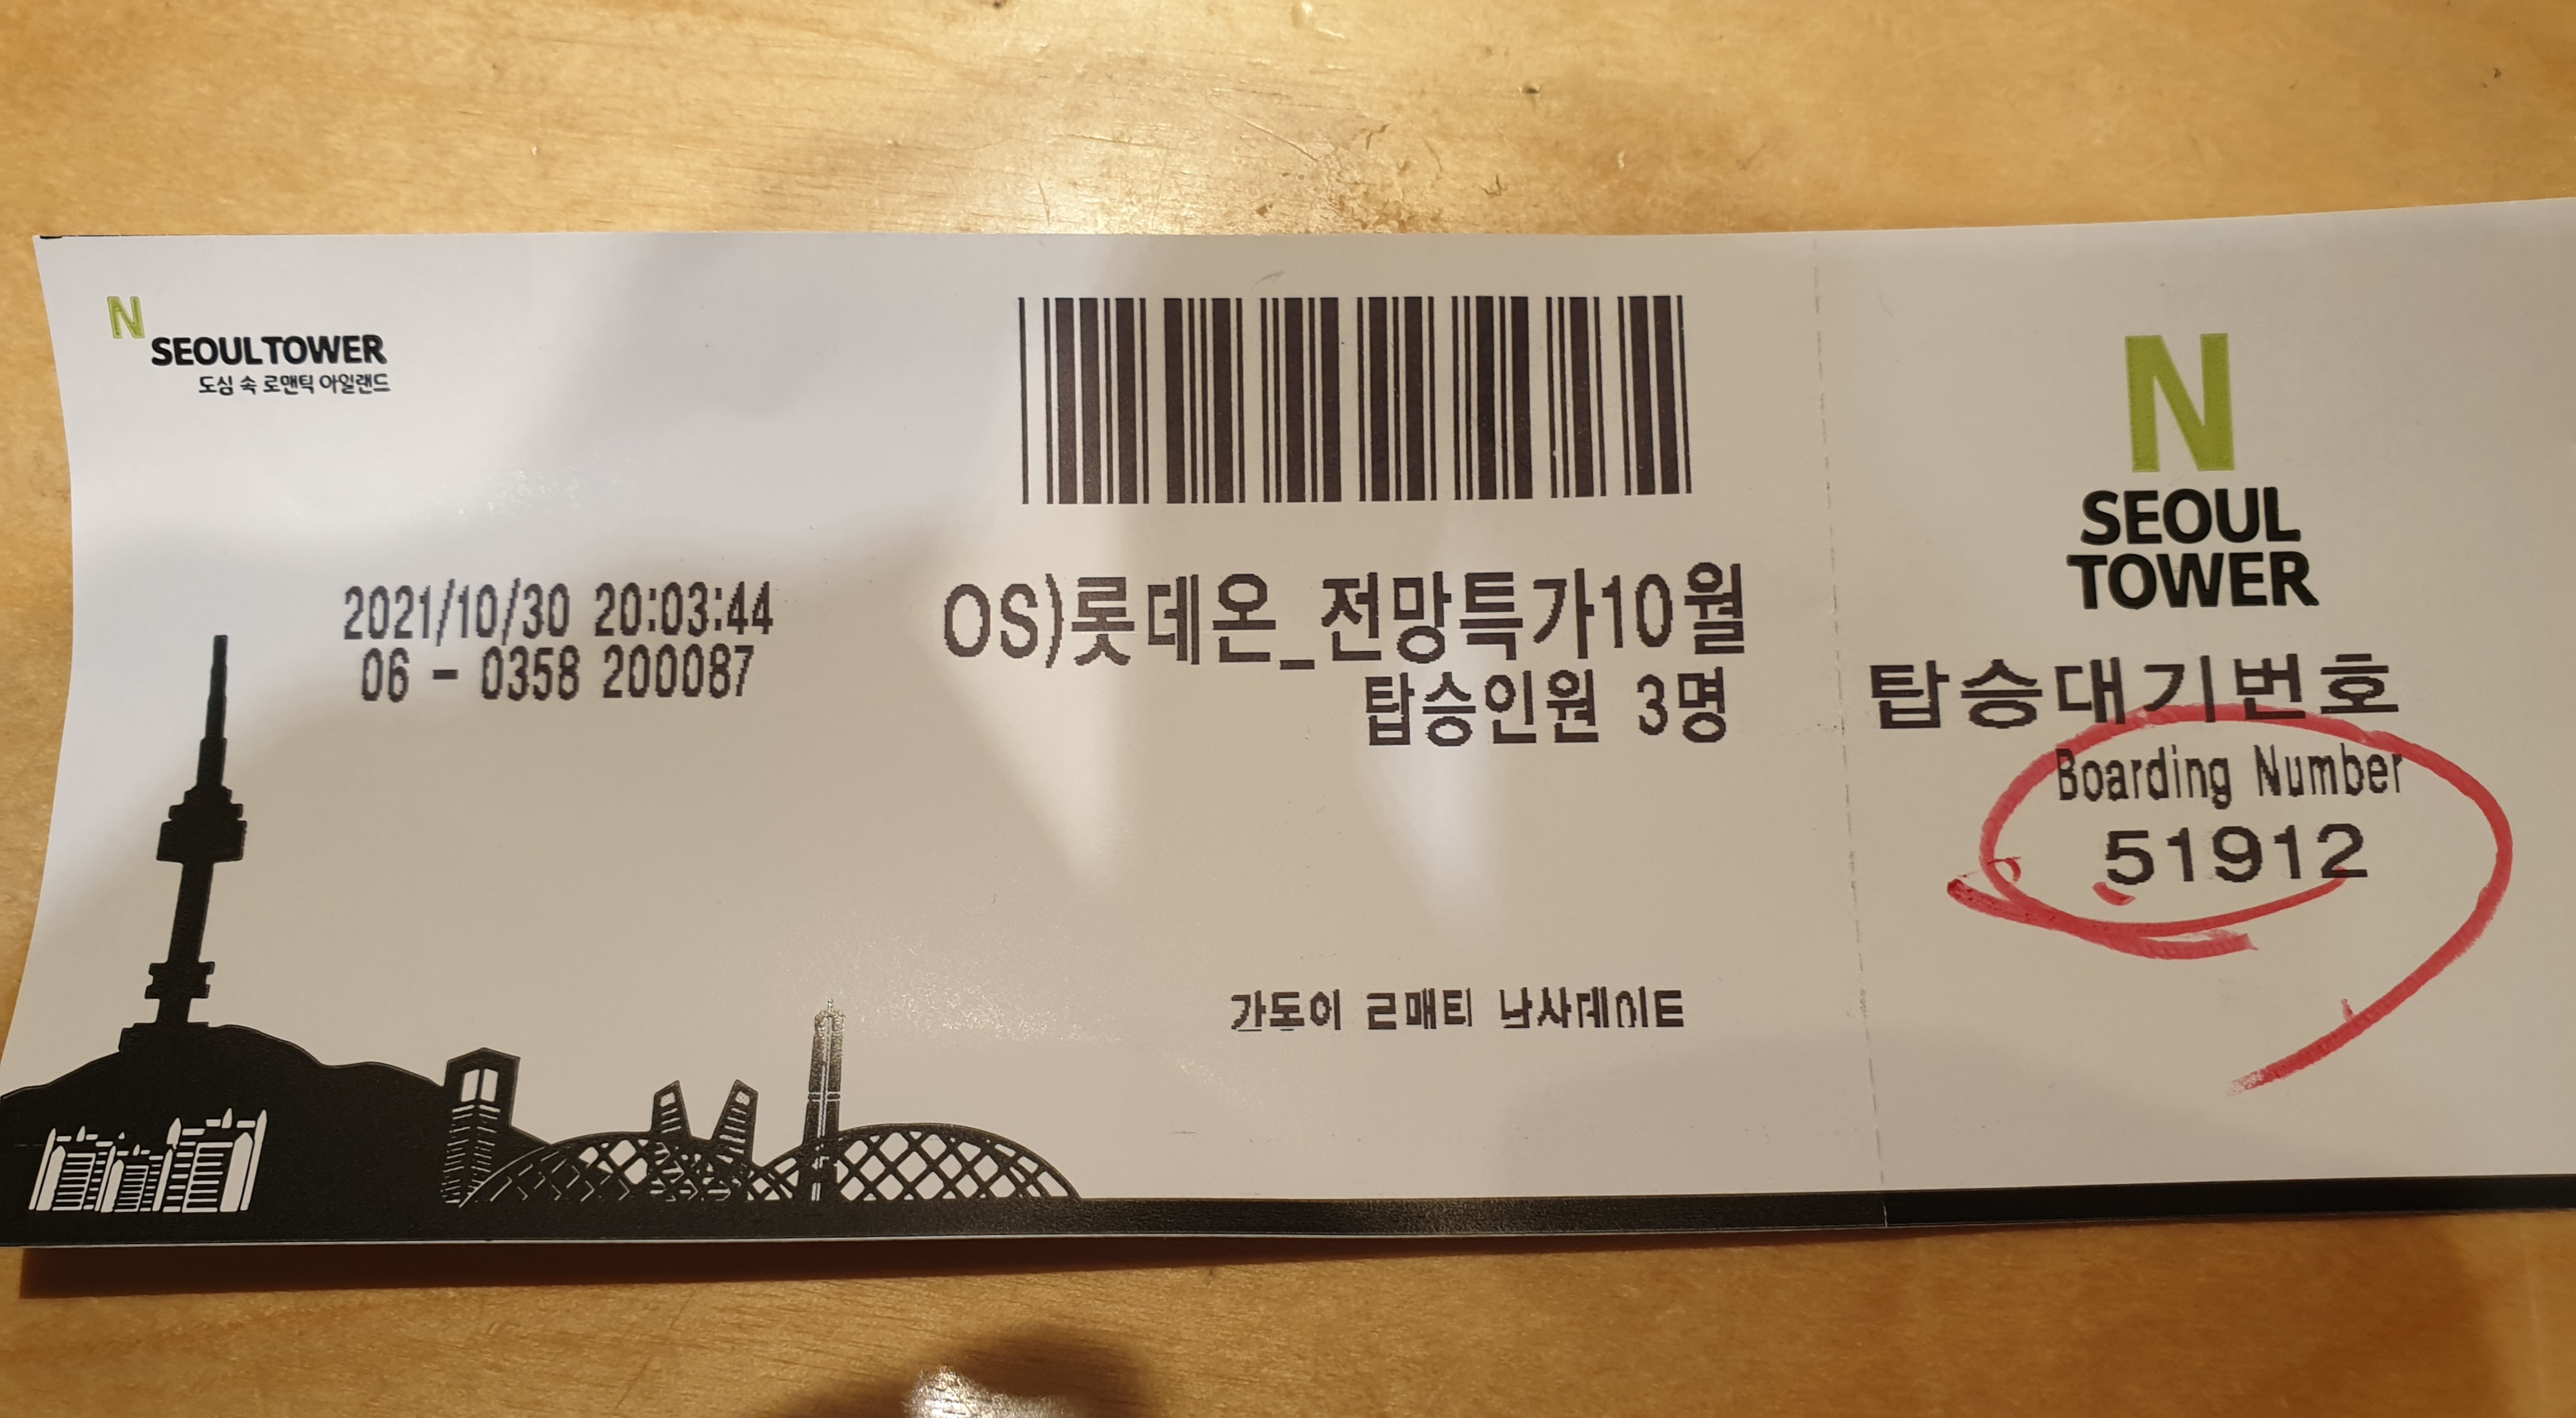 N
SEOUL TOWER
도심 속 로맨틱 아일랜드
2021/10/30 20:03:44
06 - 0358 200087
OS)롯데온_전망특가10월
탑승인원 3명
N
SEOUL
TOWER
탑승대기번호
Boarding Number
51912